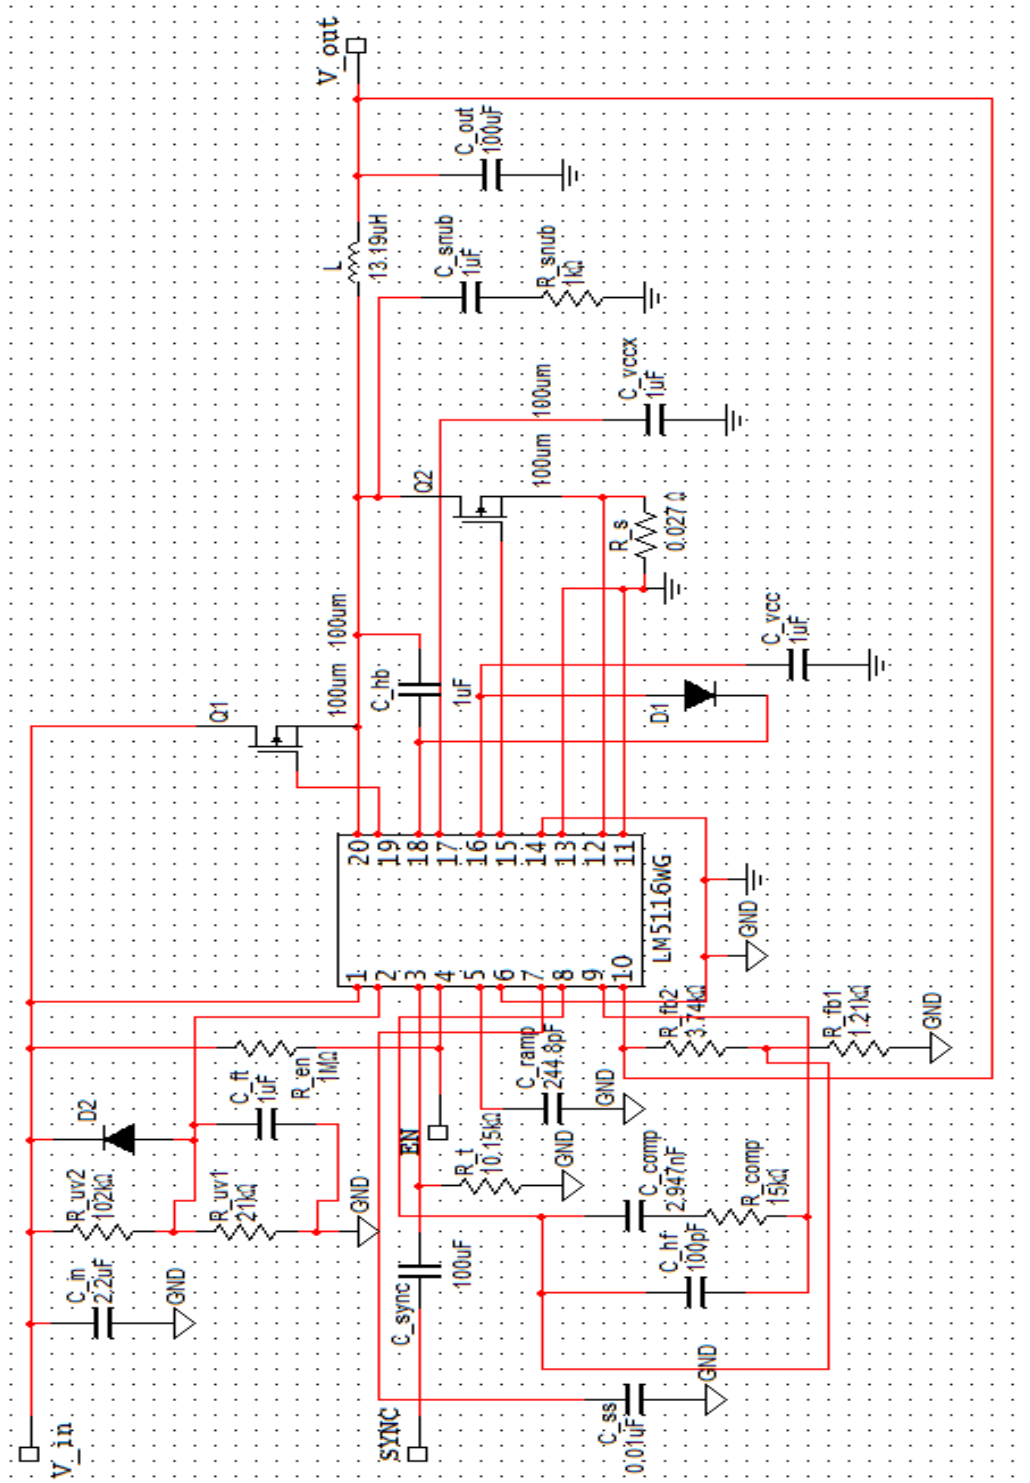 V_in
C_in
2.2uF
GND
R_uv2
102kΩ
R_uv1
21kΩ
GND
D2
C_ft
1uF
R_en
1MΩ
EN
SYNC
C_sync
100uF
R_t
10.15kΩ
GND
C_ramp
244.8pF
GND
C_ss
0.01uF
GND
C_hf
100pF
C_comp
2.947nF
R_comp
15kΩ
R_fb2
3.74kΩ
R_fb1
1.21kΩ
GND
GND
1
2
3
4
5
6
7
8
9
10
20
19
18
17
16
15
14
13
12
11
LM5116WG
Q1
100um
100um
C_hb
1uF
D1
C_vcc
1uF
R_s
0.027 Ω
Q2
100um
100um
C_vccx
1uF
C_snub
1uF
R_snub
1kΩ
L
13.19uH
C_out
100uF
V_out